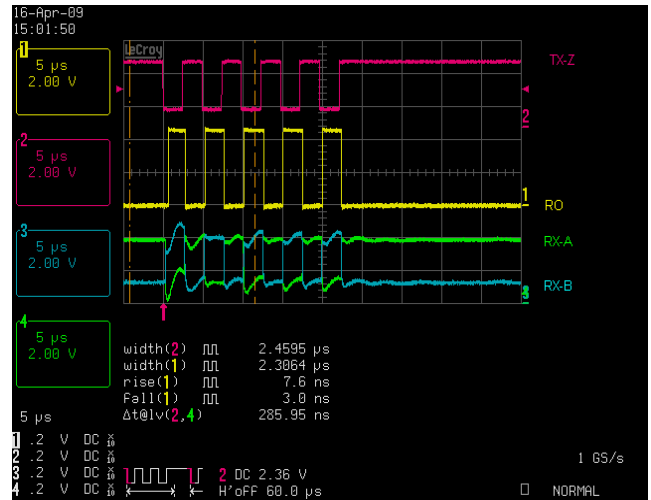 16-Apr-09
15:01:50
LeCroy
1
5 µs
2.00 V
TX-Z
2
5 µs
2.00 V
2
1
RO
3
5 µs
2.00 V
RX-A
RX-B
4
5 µs
2.00 V
width(2) 2.4595 µs
width(1) 2.3064 µs
rise(1) 7.6 ns
fall(1) 3.0 ns
Δt@lv(2,4) 285.95 ns
5 µs
1 .2 V DC X10
2 .2 V DC X10
3 .2 V DC X10
4 .2 V DC X10
1 GS/s
2 DC 2.36 V
H'oFF 60.0 µs
NORMAL